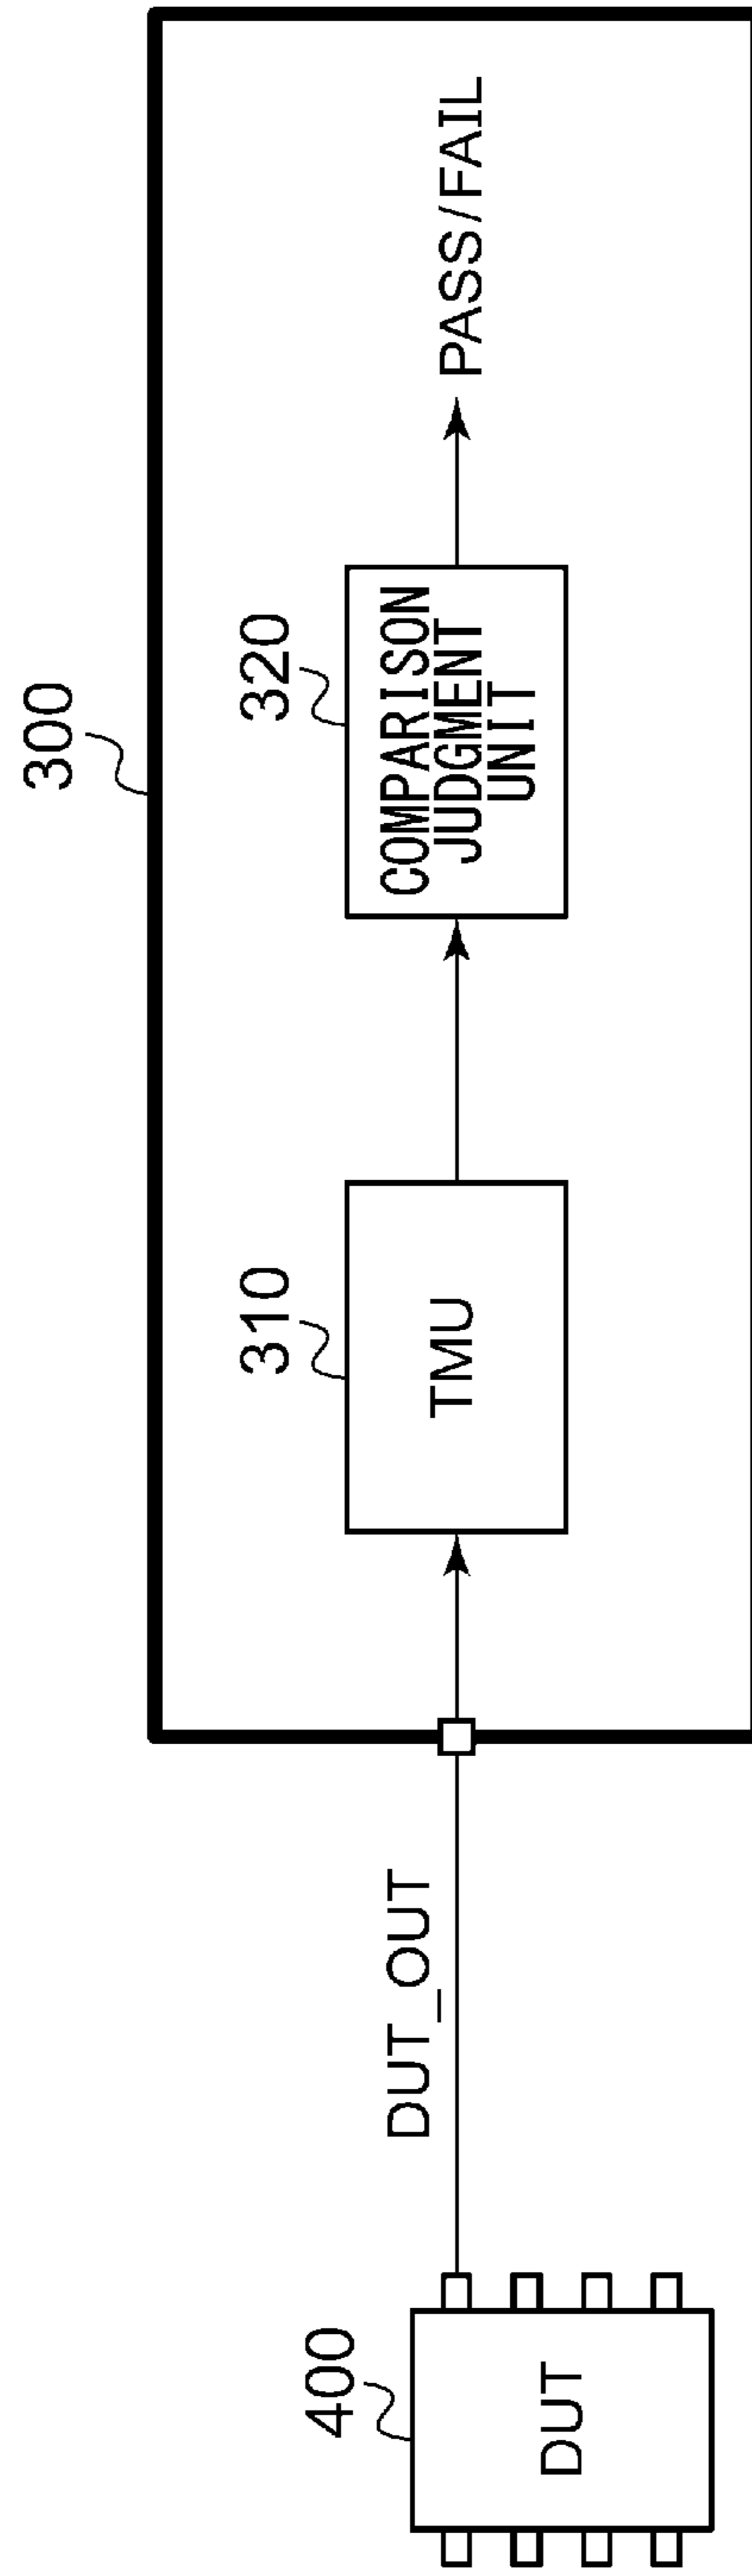 300
400
DUT
DUT_OUT
310
TMU
320
COMPARISON
JUDGMENT
UNIT
PASS/FAIL